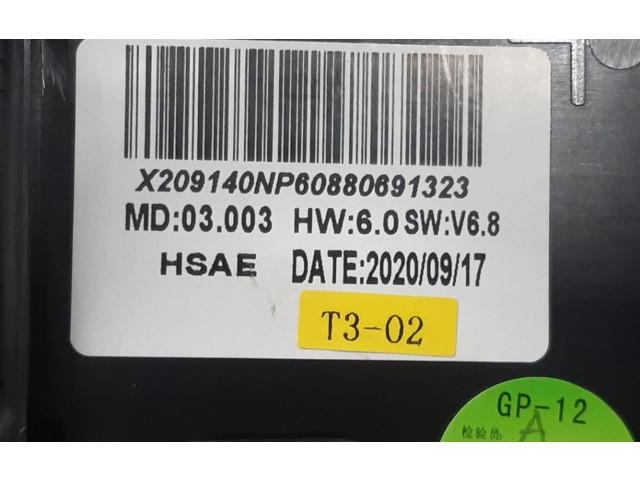 X209140NP60880691323
MD:03.003 HW:6.0 SW:V6.8
HSAE DATE:2020/09/17
T3-02
GP-12
检验员: A